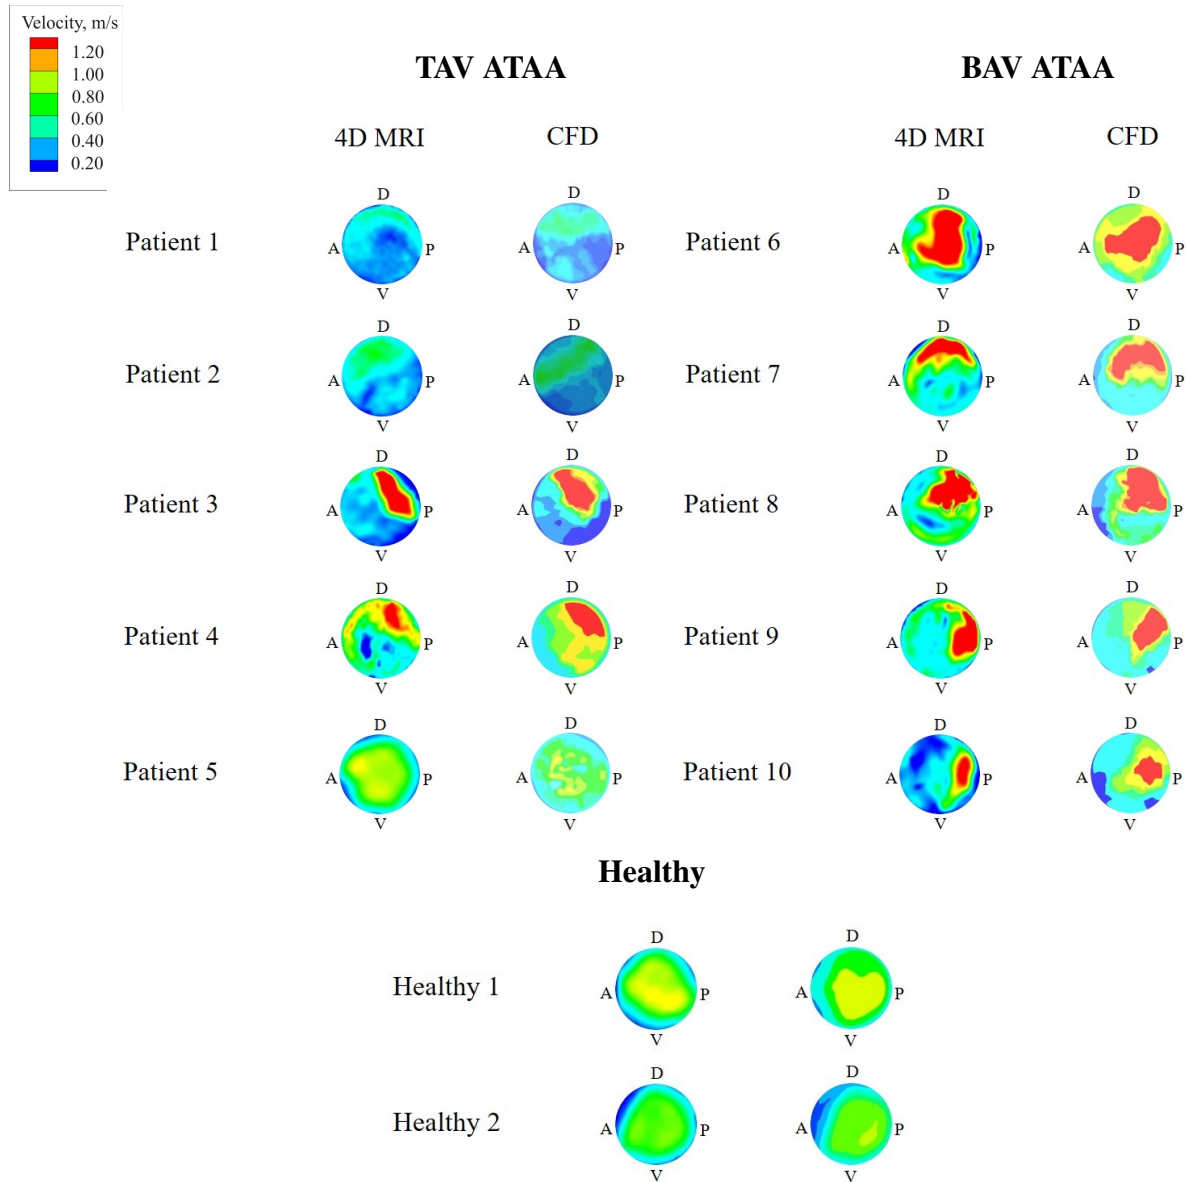 Velocity, m/s
1.20
1.00
0.80
0.60
0.40
0.20
TAV ATAA
BAV ATAA
4D MRI
CFD
4D MRI
CFD
D
D
D
D
Patient 1
A
P
A
P
Patient 6
A
P
A
P
V
V
V
V
D
D
D
D
Patient 2
A
P
A
P
Patient 7
A
P
A
P
V
V
V
V
D
D
D
D
Patient 3
A
P
A
P
Patient 8
A
P
A
P
V
V
V
V
D
D
D
D
Patient 4
A
P
A
P
Patient 9
A
P
A
P
V
V
V
V
D
D
D
D
Patient 5
A
P
A
P
Patient 10
A
P
A
P
V
V
V
V
Healthy
D
D
Healthy 1
A
P
A
P
V
V
D
D
Healthy 2
A
P
A
P
V
V